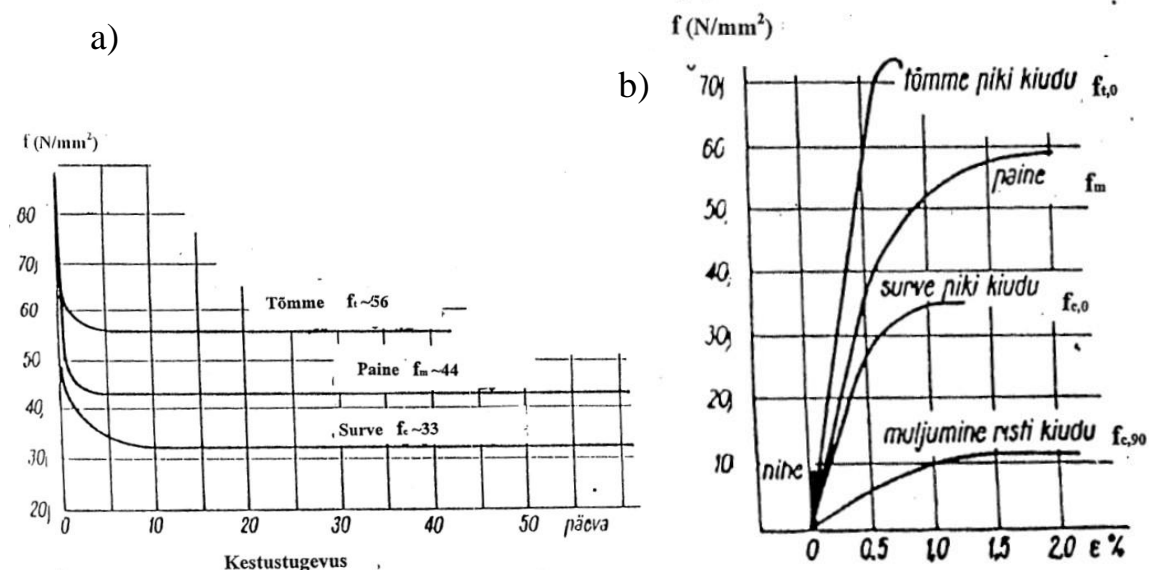 a)
f (N/mm²)
80
70
60
50
40
30
20
Tõmme fₜ~56
Paine fₘ~44
Surve f꜀~33
0 10 20 30 40 50 päeva
Kestustugevus
b)
f (N/mm²)
70
60
50
40
30
20
10
tõmme piki kiudu fₜ,₀
paine fₘ
surve piki kiudu f꜀,₀
muljumine risti kiudu f꜀,₉₀
nihe
0 0.5 1,0 1,5 2.0 ε %